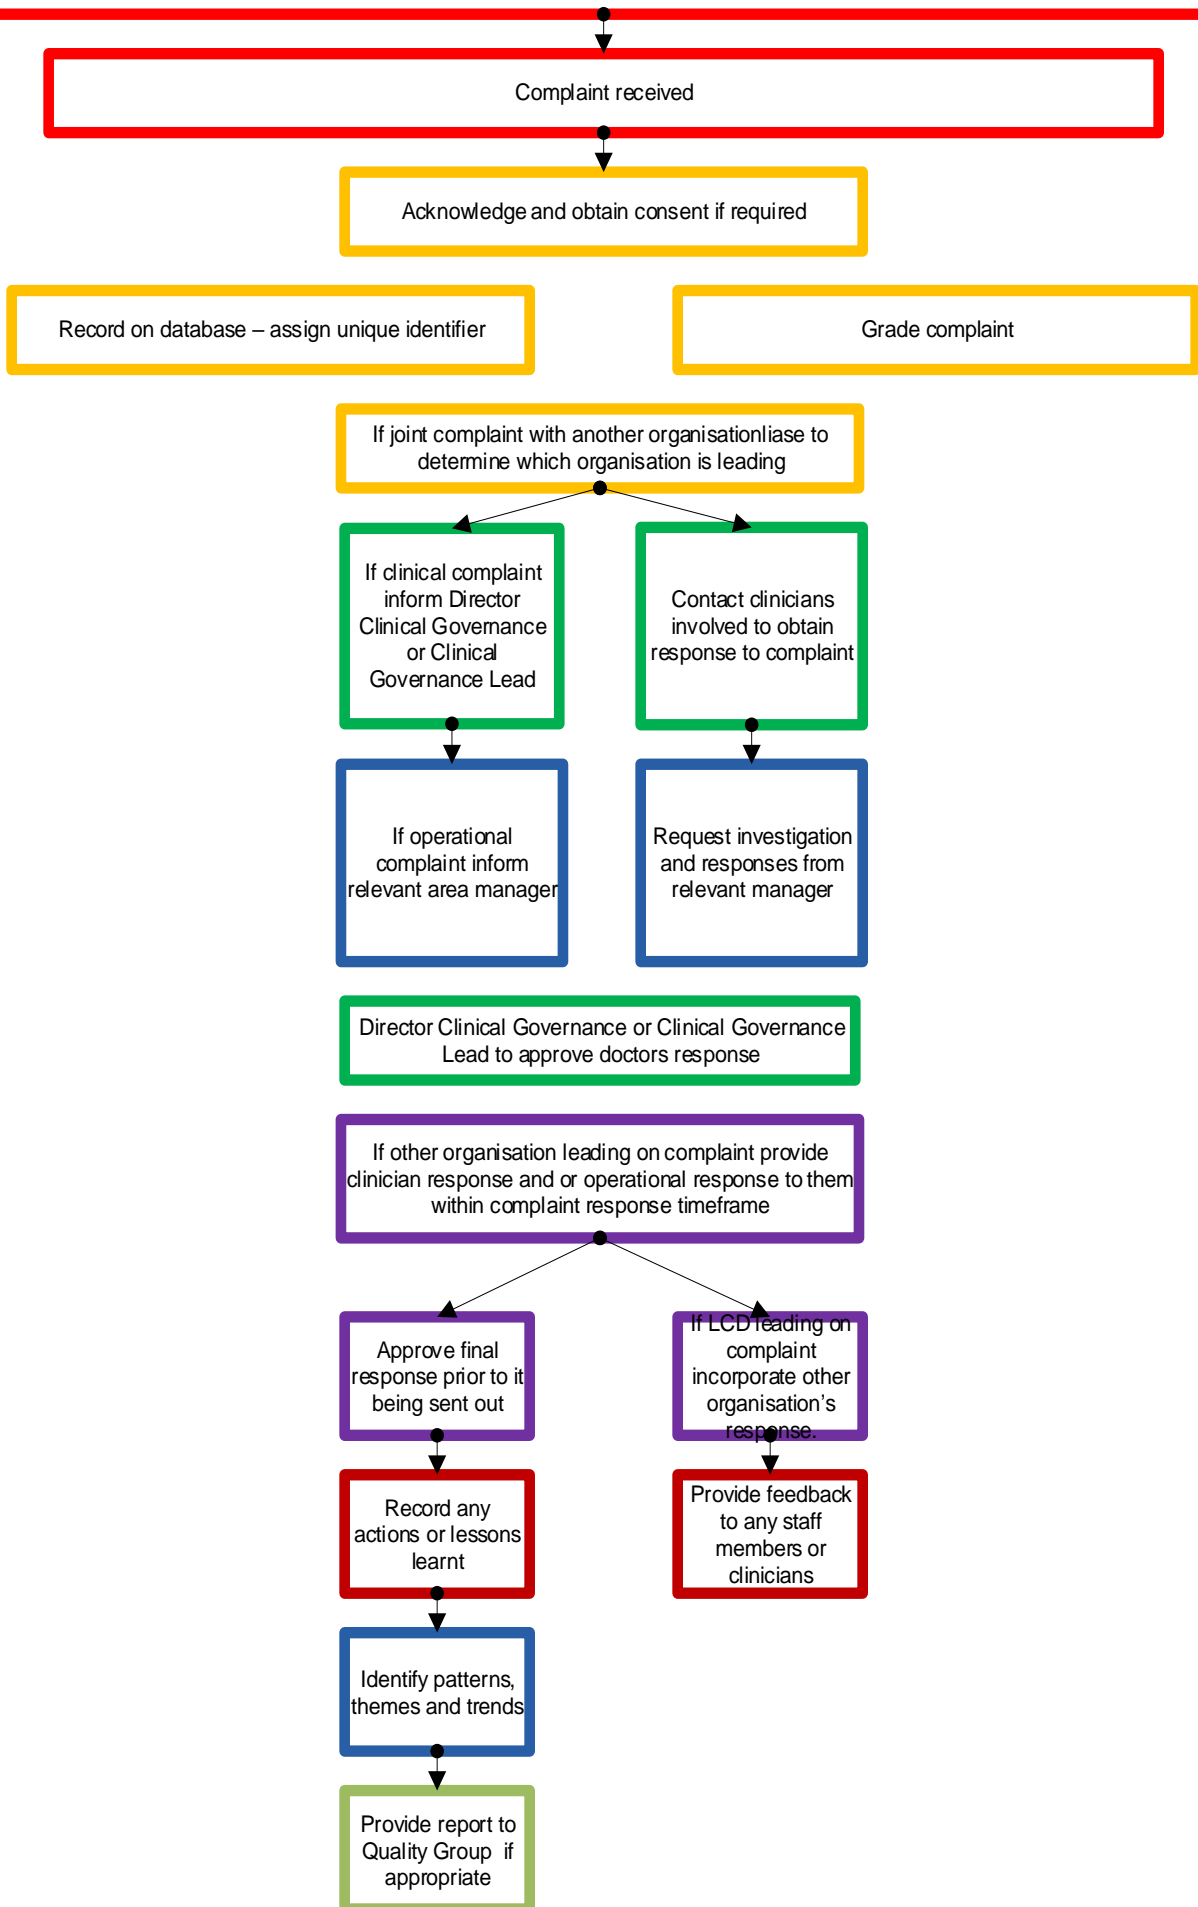 Complaint received
Acknowledge and obtain consent if required
Record on database – assign unique identifier
Grade complaint
If joint complaint with another organisationliase to
determine which organisation is leading
If clinical complaint
inform Director
Clinical Governance
or Clinical
Governance Lead
Contact clinicians
involved to obtain
response to complaint
If operational
complaint inform
relevant area manager
Request investigation
and responses from
relevant manager
Director Clinical Governance or Clinical Governance
Lead to approve doctors response
If other organisation leading on complaint provide
clinician response and or operational response to them
within complaint response timeframe
Approve final
response prior to it
being sent out
If LCD leading on
complaint
incorporate other
organisation’s
response.
Record any
actions or lessons
learnt
Provide feedback
to any staff
members or
clinicians
Identify patterns,
themes and trends
Provide report to
Quality Group if
appropriate